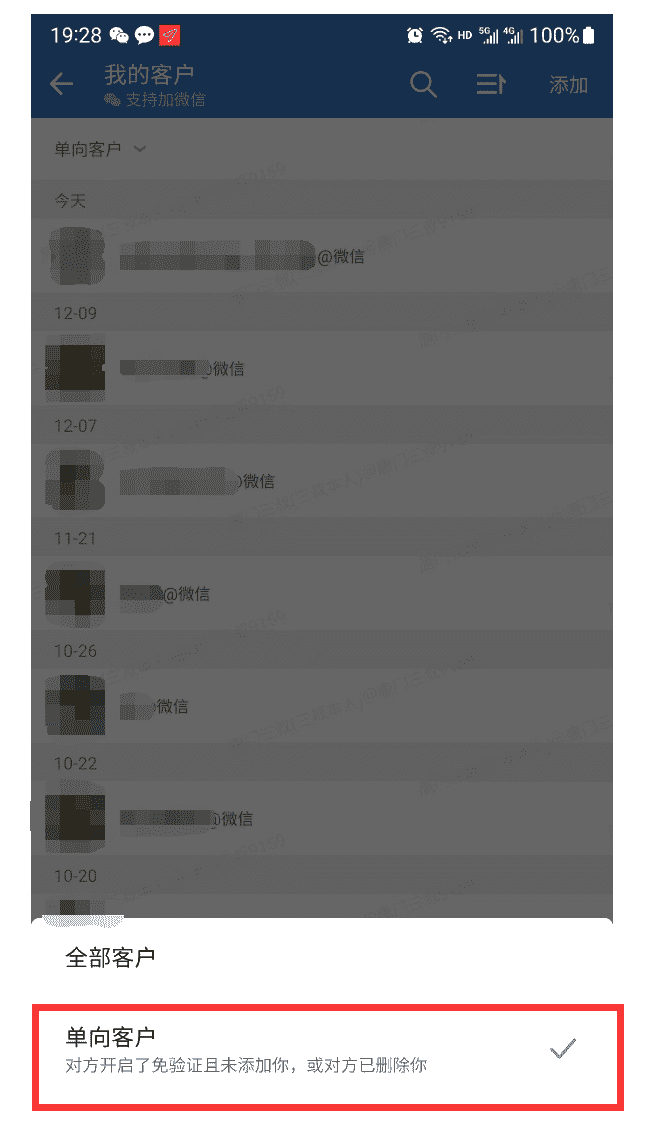 19:28
HD 5G 4G 100%
我的客户
支持加微信
添加
单向客户
今天
@微信
12-09
@微信
12-07
@微信
11-21
@微信
10-26
微信
10-22
@微信
10-20
全部客户
单向客户
对方开启了免验证且未添加你，或对方已删除你